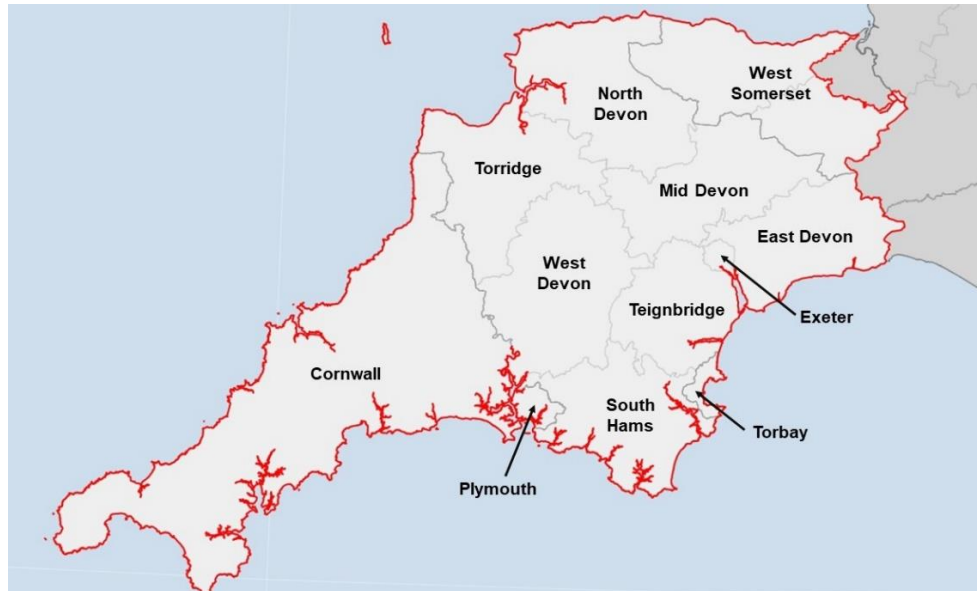 West
Somerset
North
Devon
Torridge
Mid Devon
East Devon
West
Devon
Teignbridge
Exeter
Cornwall
South
Hams
Torbay
Plymouth